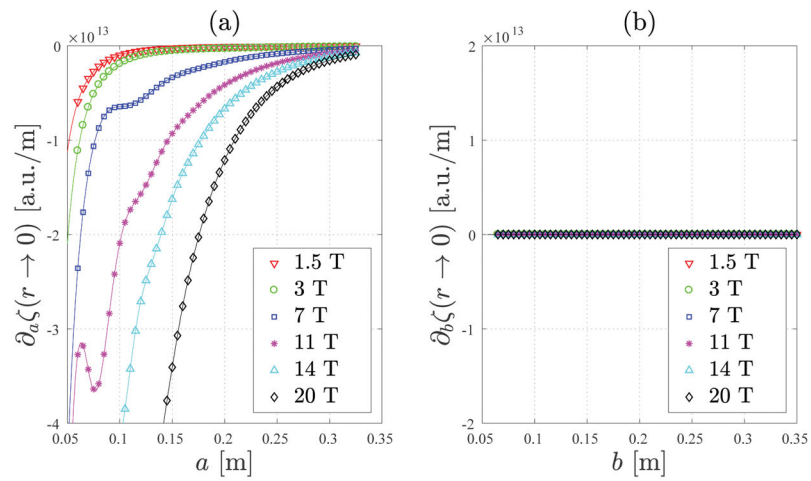 (a)
×10^13
0
-1
-2
-3
-4
0.05 0.1 0.15 0.2 0.25 0.3 0.35
a [m]
∂_aζ(r → 0) [a.u./m]
1.5 T
3 T
7 T
11 T
14 T
20 T
(b)
×10^13
2
1
0
-1
-2
0.05 0.1 0.15 0.2 0.25 0.3 0.35
b [m]
∂_bζ(r → 0) [a.u./m]
1.5 T
3 T
7 T
11 T
14 T
20 T